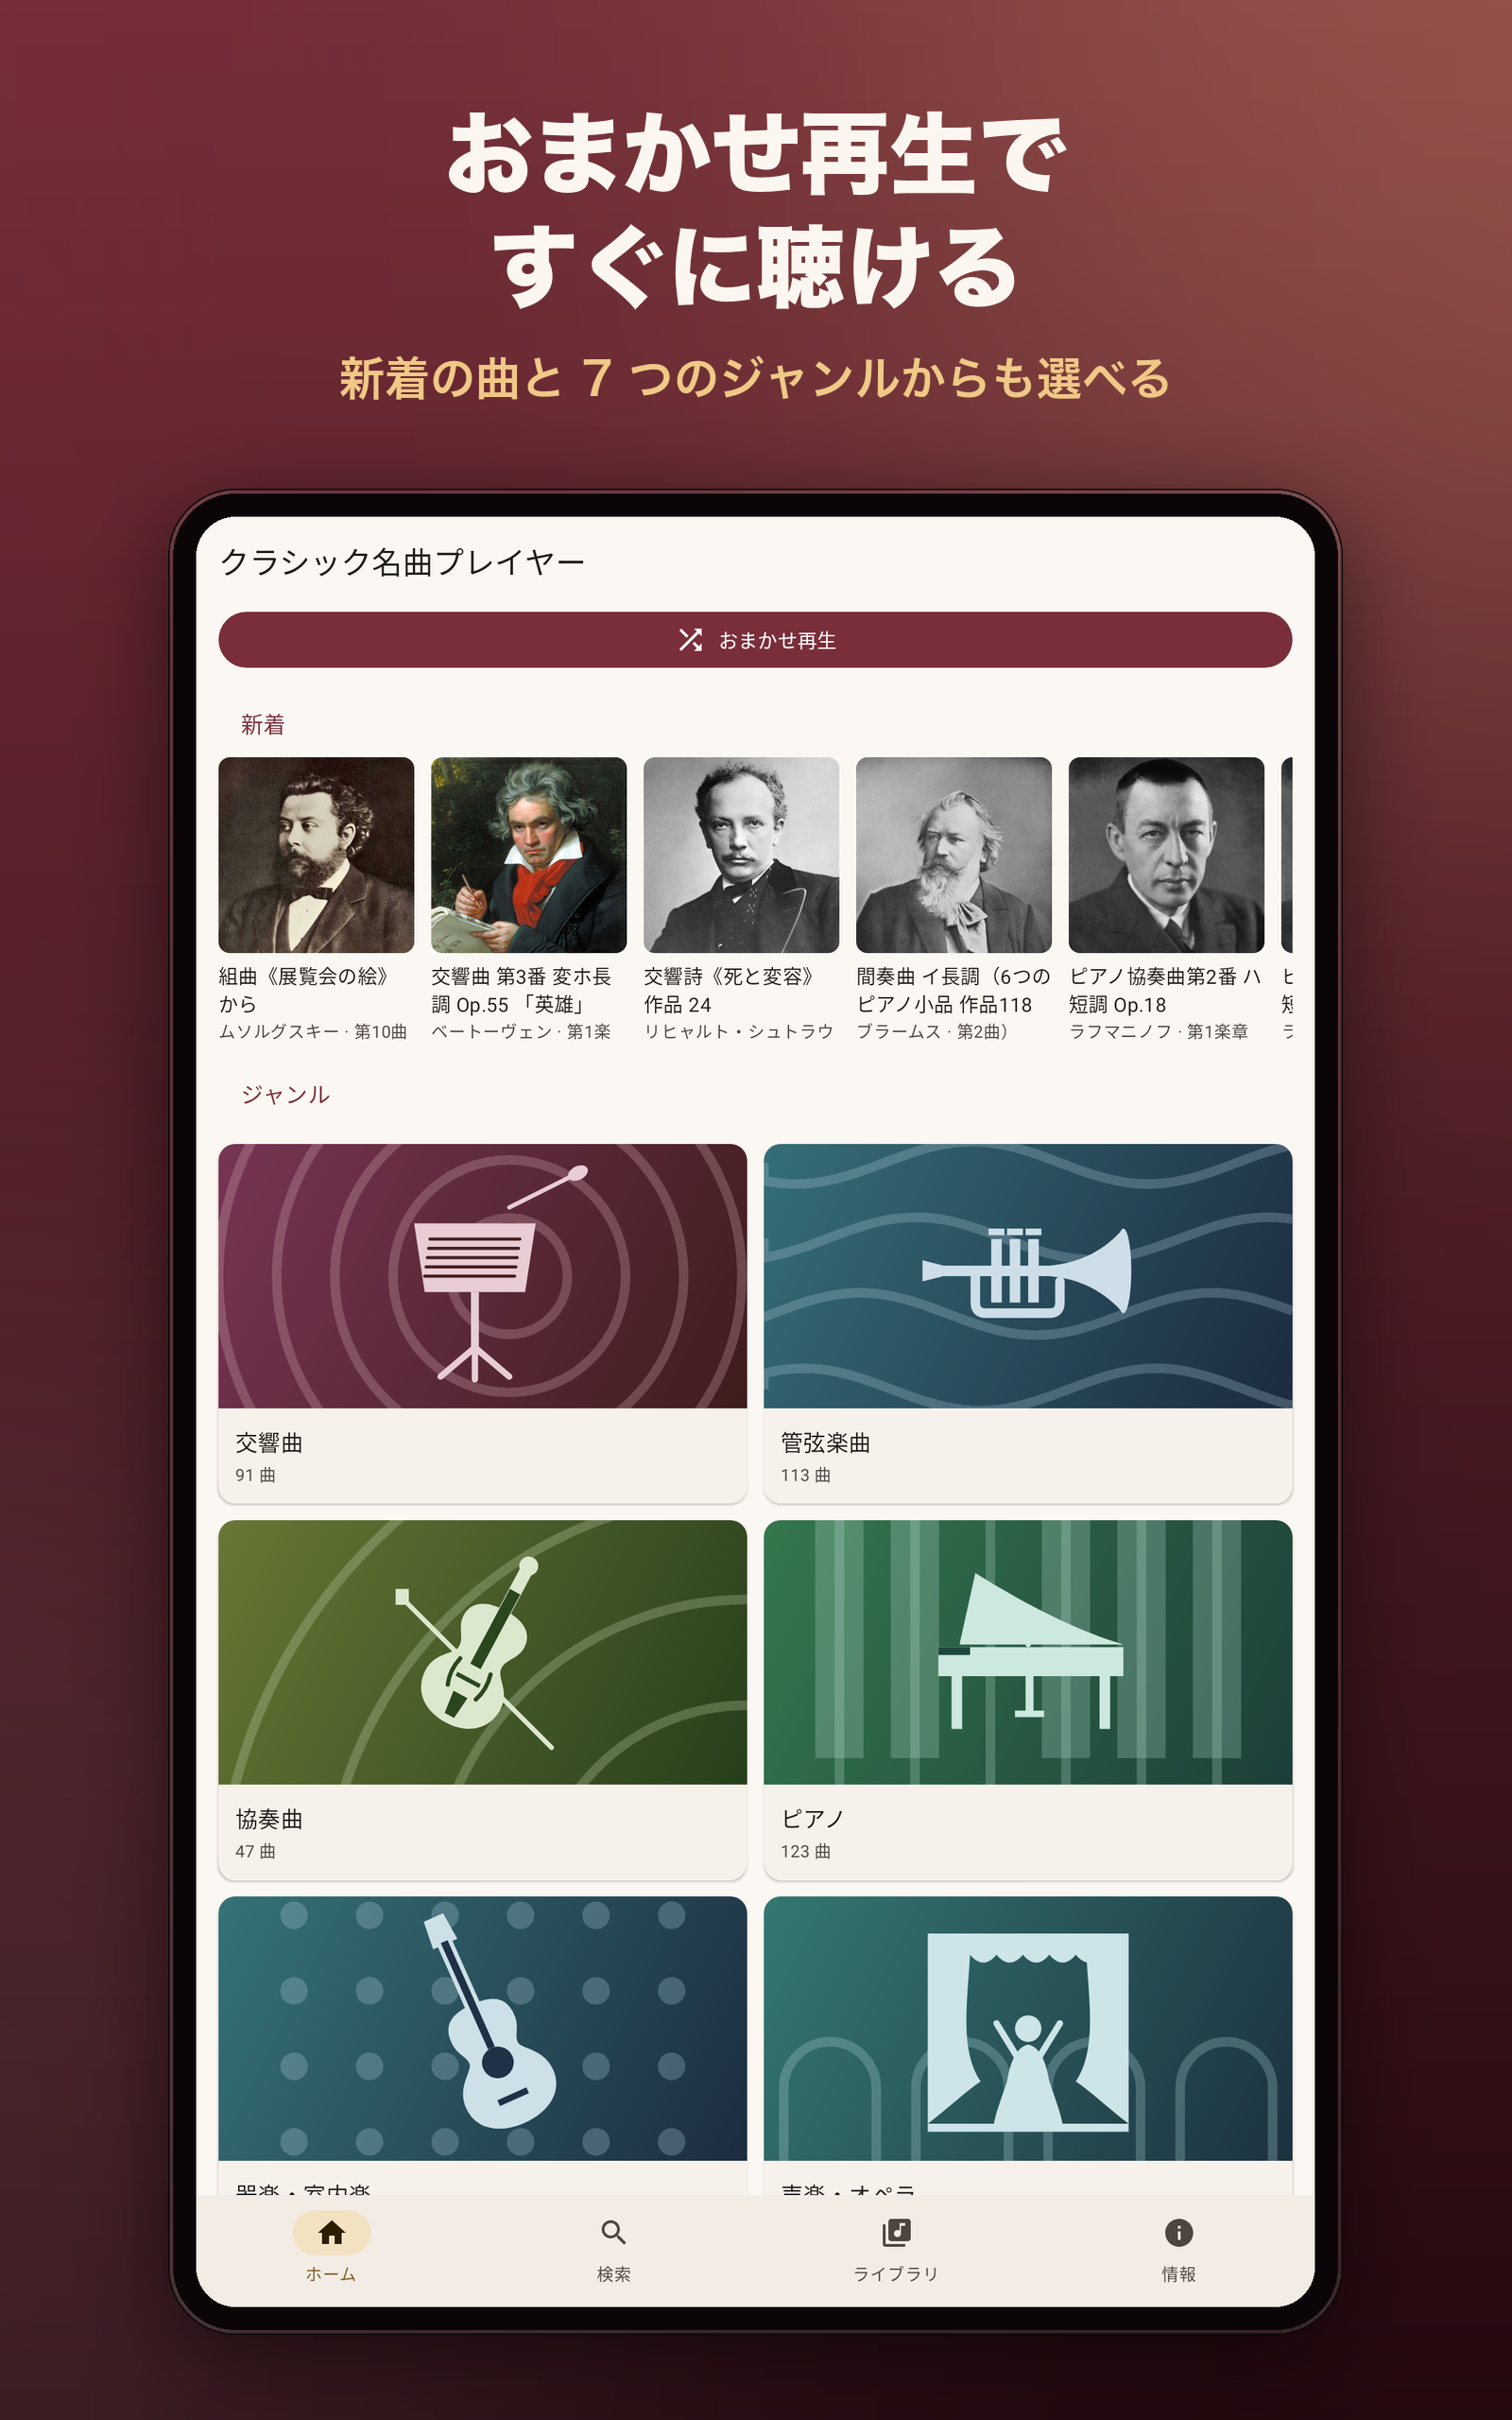 おまかせ再生で
すぐに聴ける
新着の曲と 7 つのジャンルからも選べる
クラシック名曲プレイヤー
おまかせ再生
新着
組曲《展覧会の絵》
から
ムソルグスキー · 第10曲
交響曲 第3番 変ホ長
調 Op.55 「英雄」
ベートーヴェン · 第1楽
交響詩《死と変容》
作品 24
リヒャルト・シュトラウ
間奏曲 イ長調（6つの
ピアノ小品 作品118
ブラームス · 第2曲）
ピアノ協奏曲第2番 ハ
短調 Op.18
ラフマニノフ · 第1楽章
ジャンル
交響曲
91 曲
管弦楽曲
113 曲
協奏曲
47 曲
ピアノ
123 曲
器楽・室内楽
声楽・オペラ
ホーム
検索
ライブラリ
情報